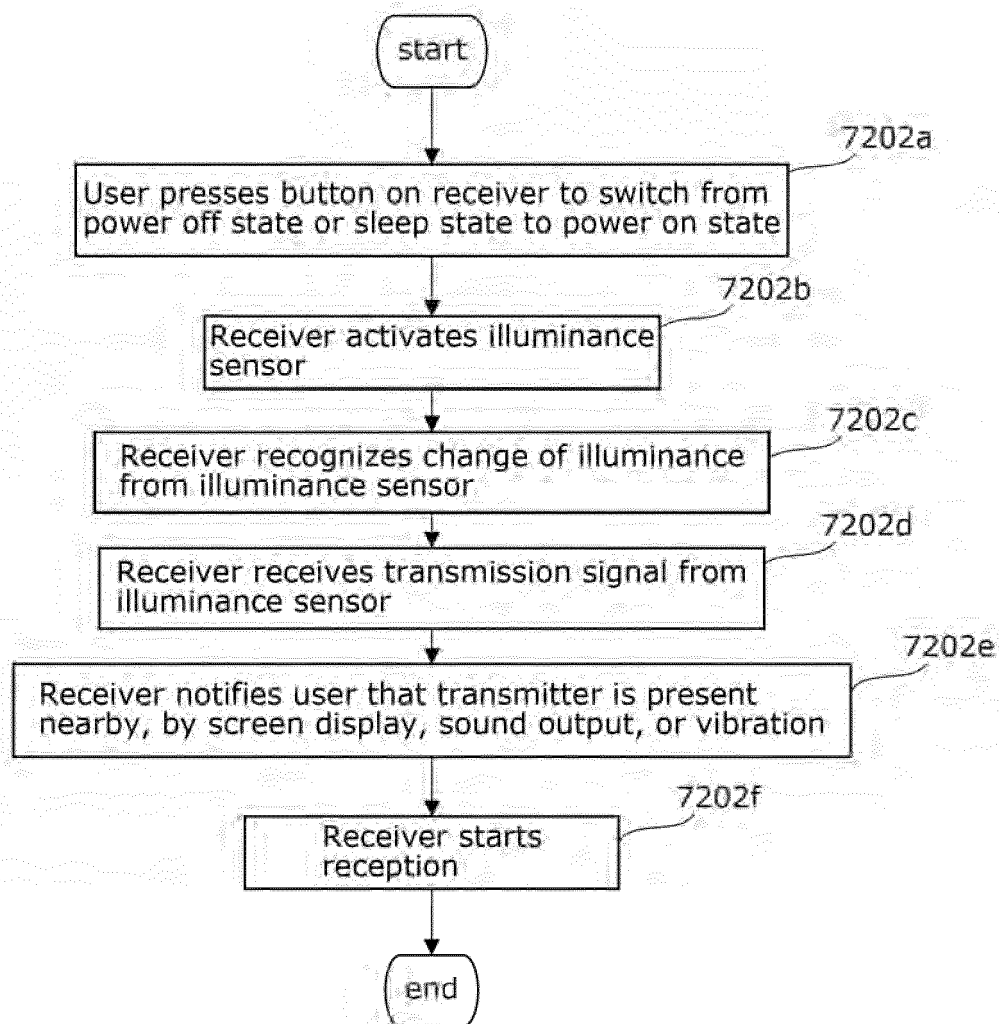 start
7202a
User presses button on receiver to switch from
power off state or sleep state to power on state
7202b
Receiver activates illuminance
sensor
7202c
Receiver recognizes change of illuminance
from illuminance sensor
7202d
Receiver receives transmission signal from
illuminance sensor
7202e
Receiver notifies user that transmitter is present
nearby, by screen display, sound output, or vibration
7202f
Receiver starts
reception
end